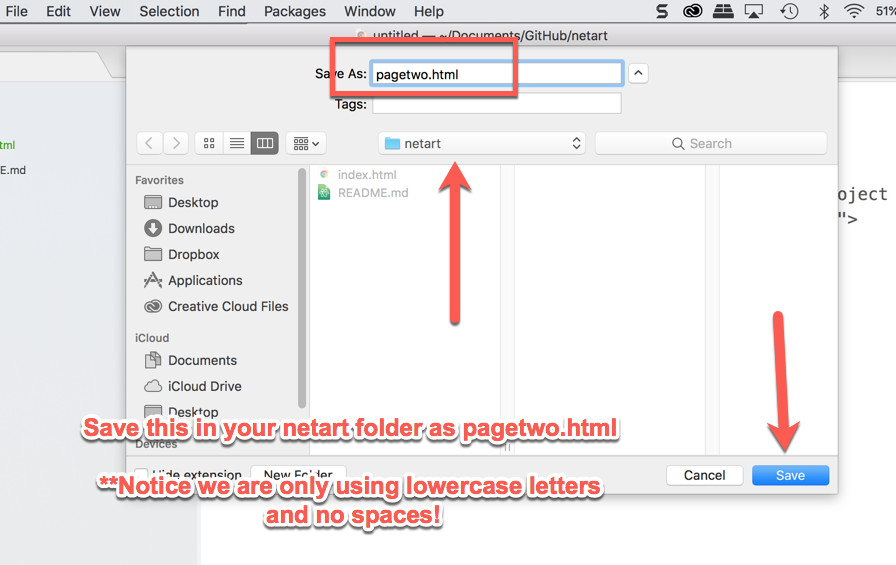 File Edit View Selection Find Packages Window Help 51%
untitled — ~/Documents/GitHub/netart
Save As: pagetwo.html
Tags:
netart
Search
tml
E.md
Favorites
Desktop
Downloads
Dropbox
Applications
Creative Cloud Files
iCloud
Documents
iCloud Drive
Desktop
Devices
index.html
README.md
oject
">
Save this in your netart folder as pagetwo.html
Hide extension
New Folder
Cancel
Save
**Notice we are only using lowercase letters
and no spaces!